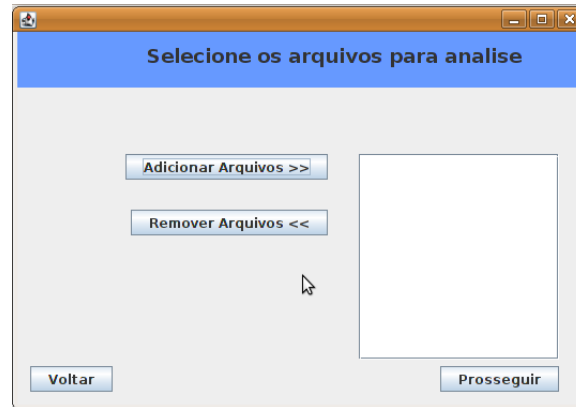 Selecione os arquivos para analise
Adicionar Arquivos >>
Remover Arquivos <<
Voltar
Prosseguir